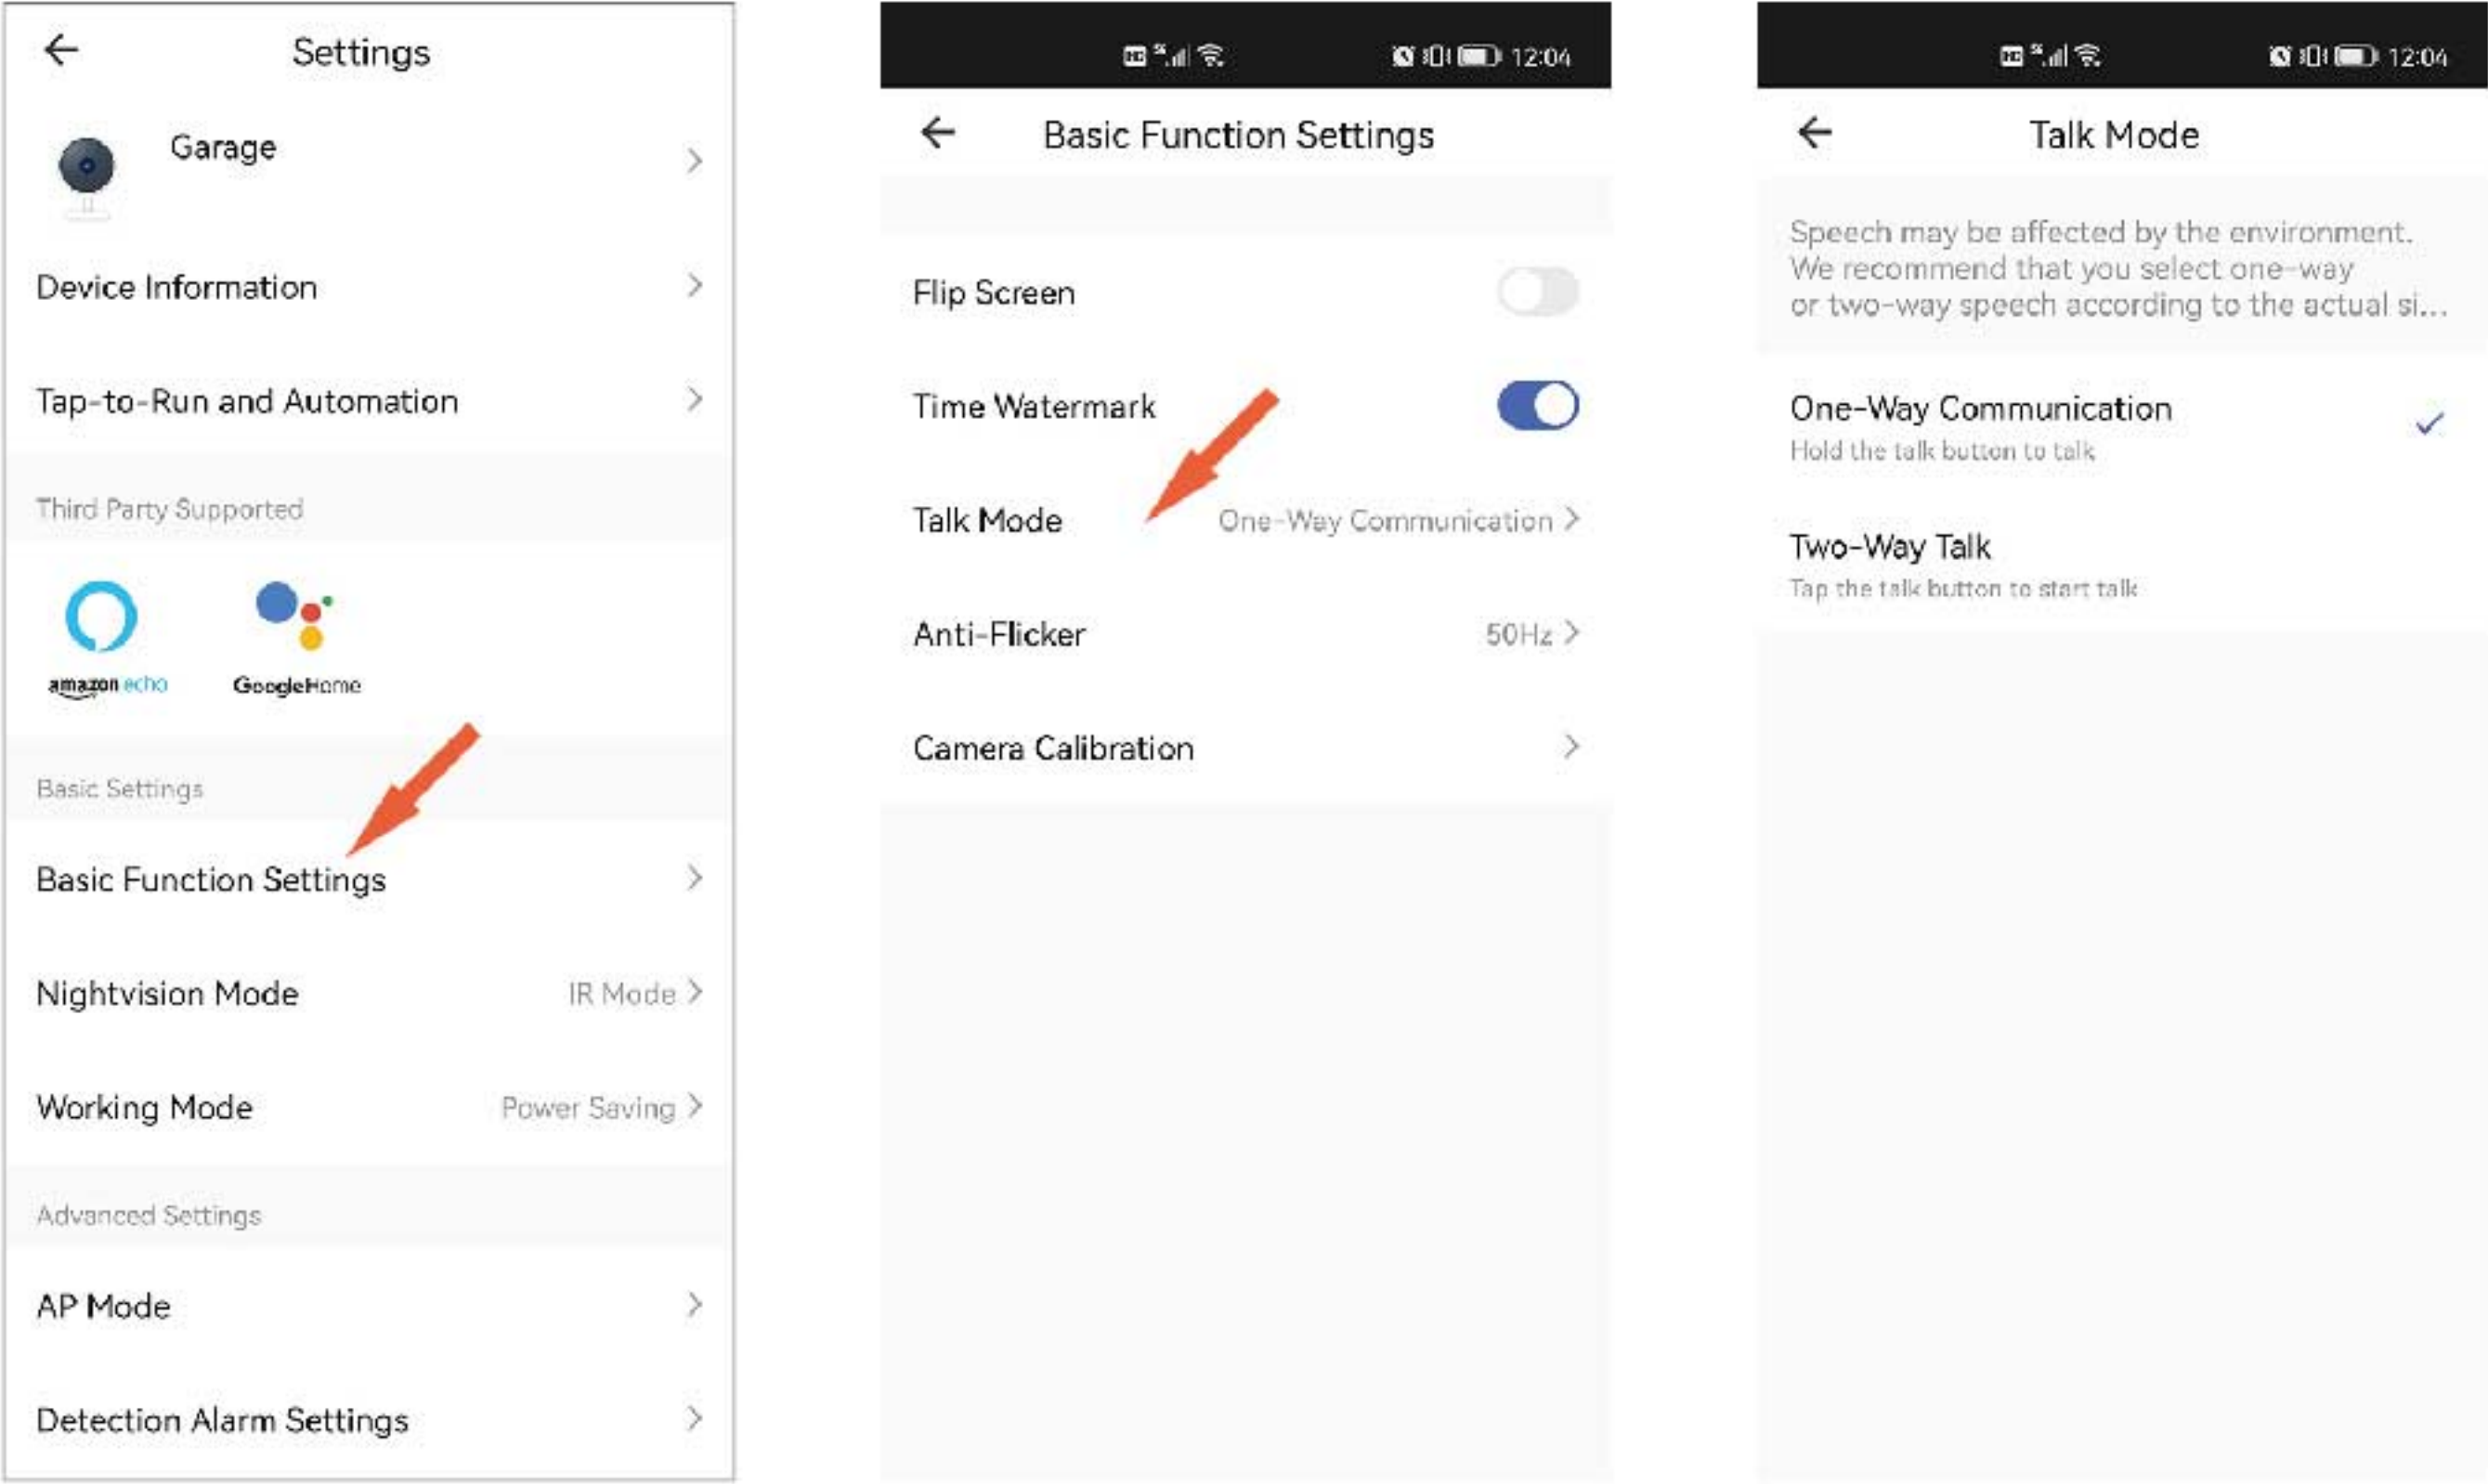 Settings
Garage
Device Information
Tap-to-Run and Automation
Third Party Supported
amazon echo
GoogleHome
Basic Settings
Basic Function Settings
Nightvision Mode
IR Mode
Working Mode
Power Saving
Advanced Settings
AP Mode
Detection Alarm Settings
12:04
Basic Function Settings
Flip Screen
Time Watermark
Talk Mode
One-Way Communication
Anti-Flicker
50Hz
Camera Calibration
12:04
Talk Mode
Speech may be affected by the environment.
We recommend that you select one-way
or two-way speech according to the actual si...
One-Way Communication
Hold the talk button to talk
Two-Way Talk
Tap the talk button to start talk